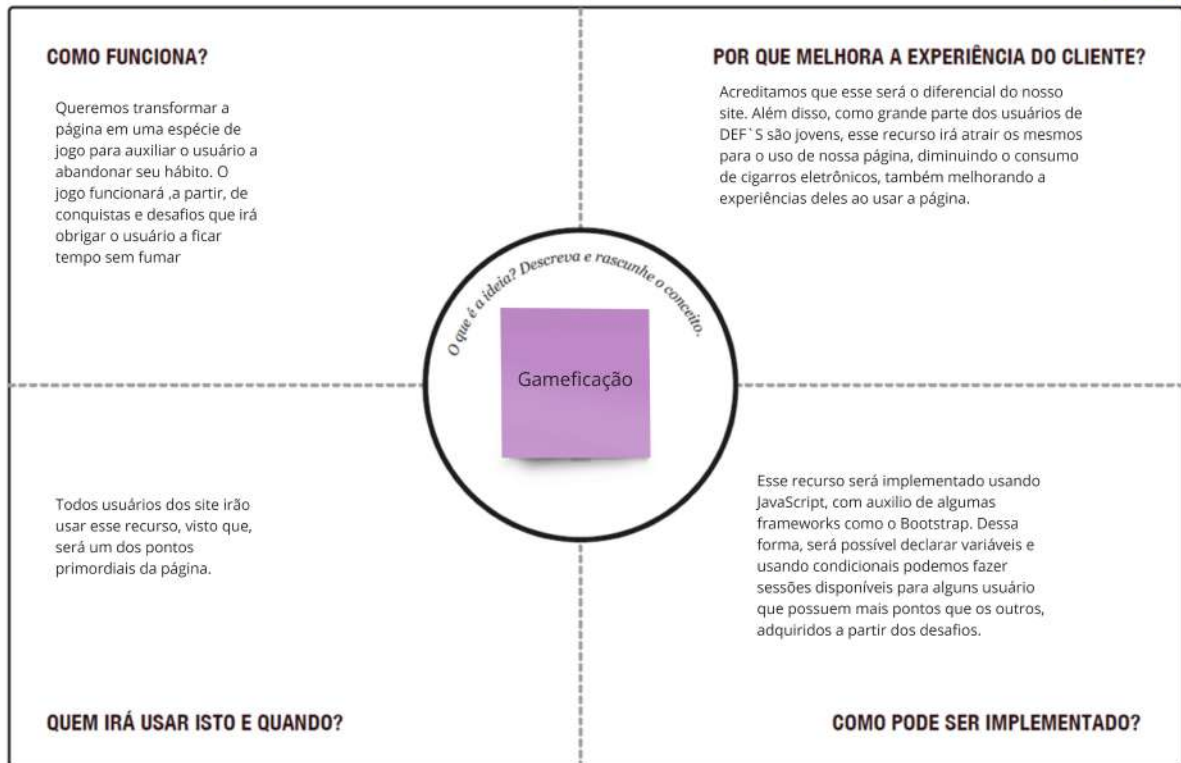 COMO FUNCIONA?
Queremos transformar a
página em uma espécie de
jogo para auxiliar o usuário a
abandonar seu hábito. O
jogo funcionará ,a partir, de
conquistas e desafios que irá
obrigar o usuário a ficar
tempo sem fumar
POR QUE MELHORA A EXPERIÊNCIA DO CLIENTE?
Acreditamos que esse será o diferencial do nosso
site. Além disso, como grande parte dos usuários de
DEF`S são jovens, esse recurso irá atrair os mesmos
para o uso de nossa página, diminuindo o consumo
de cigarros eletrônicos, também melhorando a
experiências deles ao usar a página.
O que é a ideia? Descreva e rascunhe o conceito.
Gameficação
Todos usuários dos site irão
usar esse recurso, visto que,
será um dos pontos
primordiais da página.
QUEM IRÁ USAR ISTO E QUANDO?
Esse recurso será implementado usando
JavaScript, com auxilio de algumas
frameworks como o Bootstrap. Dessa
forma, será possível declarar variáveis e
usando condicionais podemos fazer
sessões disponíveis para alguns usuário
que possuem mais pontos que os outros,
adquiridos a partir dos desafios.
COMO PODE SER IMPLEMENTADO?